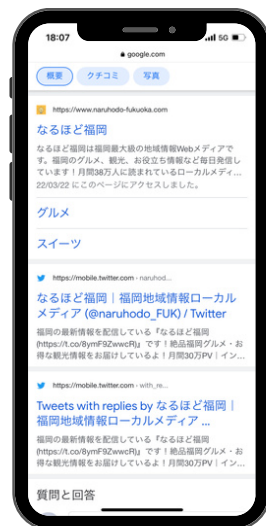 18:07
5G
google.com
概要
クチコミ
写真
https://www.naruhodo-fukuoka.com
なるほど福岡
なるほど福岡は福岡最大級の地域情報Webメディアで
す。福岡のグルメ、観光、お役立ち情報など毎日発信し
ています！月間38万人に読まれているローカルメディ...
22/03/22 にこのページにアクセスしました。
グルメ
スイーツ
https://mobile.twitter.com › naruhod...
なるほど福岡｜福岡地域情報ローカル
メディア (@naruhodo_FUK) / Twitter
福岡の最新情報を配信している『なるほど福岡
(https://t.co/8ymF9ZwwcR)』です！絶品福岡グルメ・お
得な観光情報をお届けしているよ！月間30万PV｜イン...
https://mobile.twitter.com › with_re...
Tweets with replies by なるほど福岡｜
福岡地域情報ローカルメディア ...
福岡の最新情報を配信している『なるほど福岡
(https://t.co/8ymF9ZwwcR)』です！絶品福岡グルメ・お
得な観光情報をお届けしているよ！月間30万PV｜イン...
質問と回答